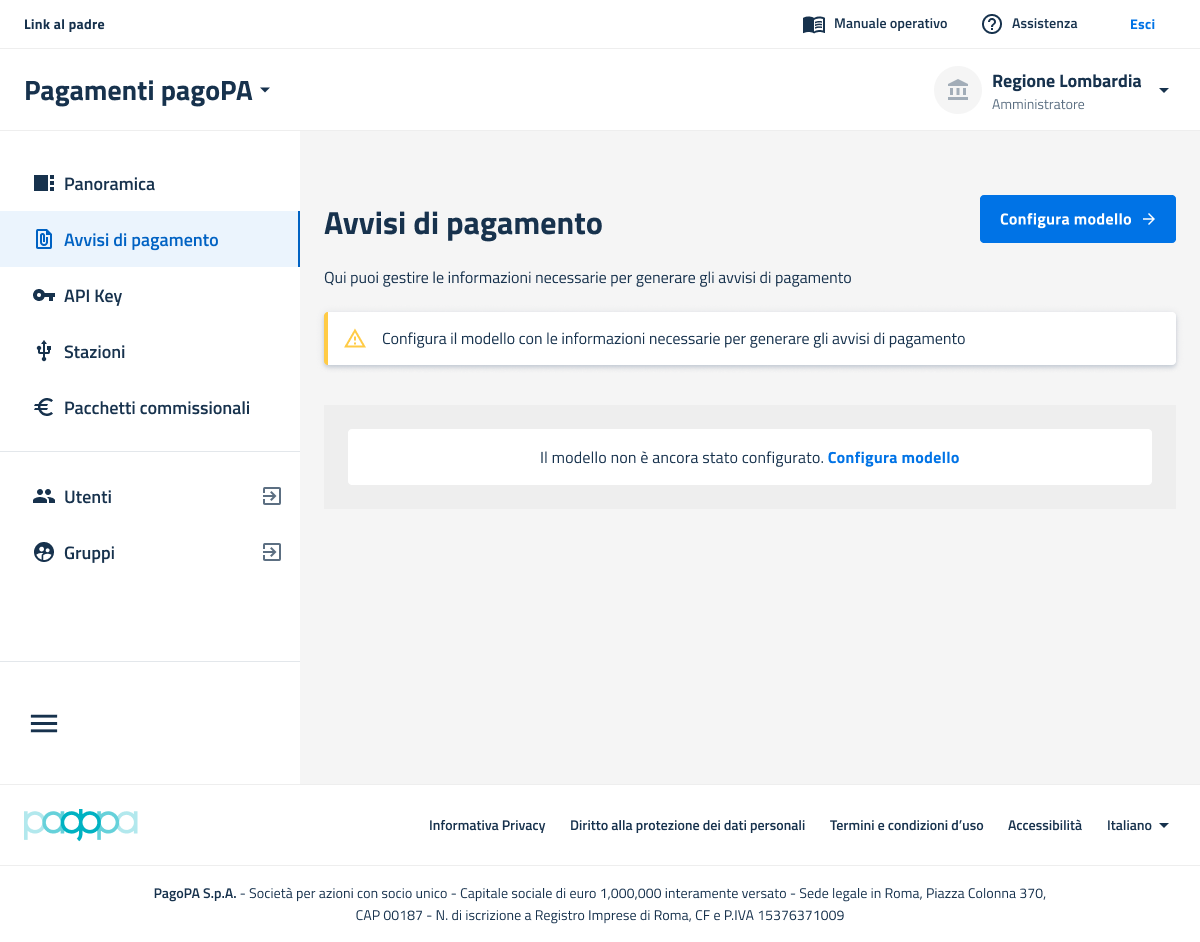 Link al padre
Manuale operativo
Assistenza
Esci
Pagamenti pagoPA
Regione Lombardia
Amministratore
Panoramica
Avvisi di pagamento
API Key
Stazioni
Pacchetti commissionali
Utenti
Gruppi
Avvisi di pagamento
Configura modello
Qui puoi gestire le informazioni necessarie per generare gli avvisi di pagamento
Configura il modello con le informazioni necessarie per generare gli avvisi di pagamento
Il modello non è ancora stato configurato. Configura modello
pagopa
Informativa Privacy
Diritto alla protezione dei dati personali
Termini e condizioni d’uso
Accessibilità
Italiano
PagoPA S.p.A. - Società per azioni con socio unico - Capitale sociale di euro 1,000,000 interamente versato - Sede legale in Roma, Piazza Colonna 370,
CAP 00187 - N. di iscrizione a Registro Imprese di Roma, CF e P.IVA 15376371009